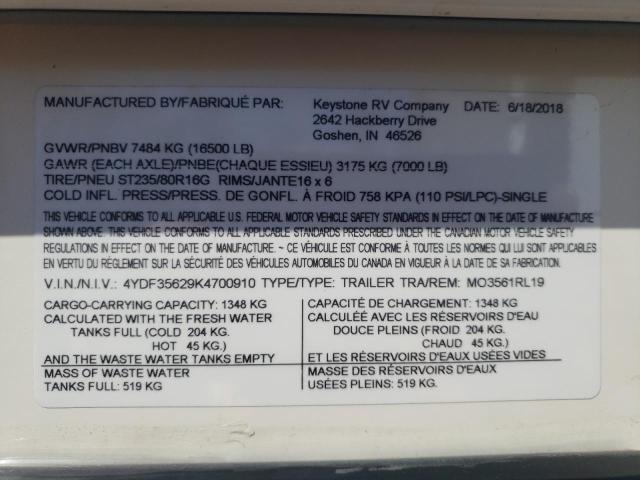 MANUFACTURED BY/FABRIQUÉ PAR: Keystone RV Company DATE: 6/18/2018
2642 Hackberry Drive
Goshen, IN 46526
GVWR/PNBV 7484 KG (16500 LB)
GAWR (EACH AXLE)/PNBE(CHAQUE ESSIEU) 3175 KG (7000 LB)
TIRE/PNEU ST235/80R16G RIMS/JANTE16 x 6
COLD INFL. PRESS/PRESS. DE GONFL. À FROID 758 KPA (110 PSI/LPC)-SINGLE
THIS VEHICLE CONFORMS TO ALL APPLICABLE U.S. FEDERAL MOTOR VEHICLE SAFETY STANDARDS IN EFFECT ON THE DATE OF MANUFACTURE
SHOWN ABOVE. THIS VEHICLE CONFORMS TO ALL APPLICABLE STANDARDS PRESCRIBED UNDER THE CANADIAN MOTOR VEHICLE SAFETY
REGULATIONS IN EFFECT ON THE DATE OF MANUFACTURE. ~ CE VÉHICULE EST CONFORME À TOUTES LES NORMES QUI LUI SONT APPLICABLES
EN VERTU DU RÉGLEMENT SUR LA SÉCURITÉ DES VÉHICULES AUTOMOBILES DU CANADA EN VIGUEUR A LA DATE DE SA FABRICATION.
V.I.N./N.I.V.: 4YDF35629K4700910 TYPE/TYPE: TRAILER TRA/REM: MO3561RL19
CARGO-CARRYING CAPACITY: 1348 KG
CALCULATED WITH THE FRESH WATER
TANKS FULL (COLD 204 KG.
HOT 45 KG.)
AND THE WASTE WATER TANKS EMPTY
MASS OF WASTE WATER
TANKS FULL: 519 KG
CAPACITÉ DE CHARGEMENT: 1348 KG
CALCULÉE AVEC LES RÉSERVOIRS D'EAU
DOUCE PLEINS (FROID 204 KG.
CHAUD 45 KG.)
ET LES RÉSERVOIRS D'EAUX USÉES VIDES
MASSE DES RÉSERVOIRS D'EAUX
USÉES PLEINS: 519 KG.